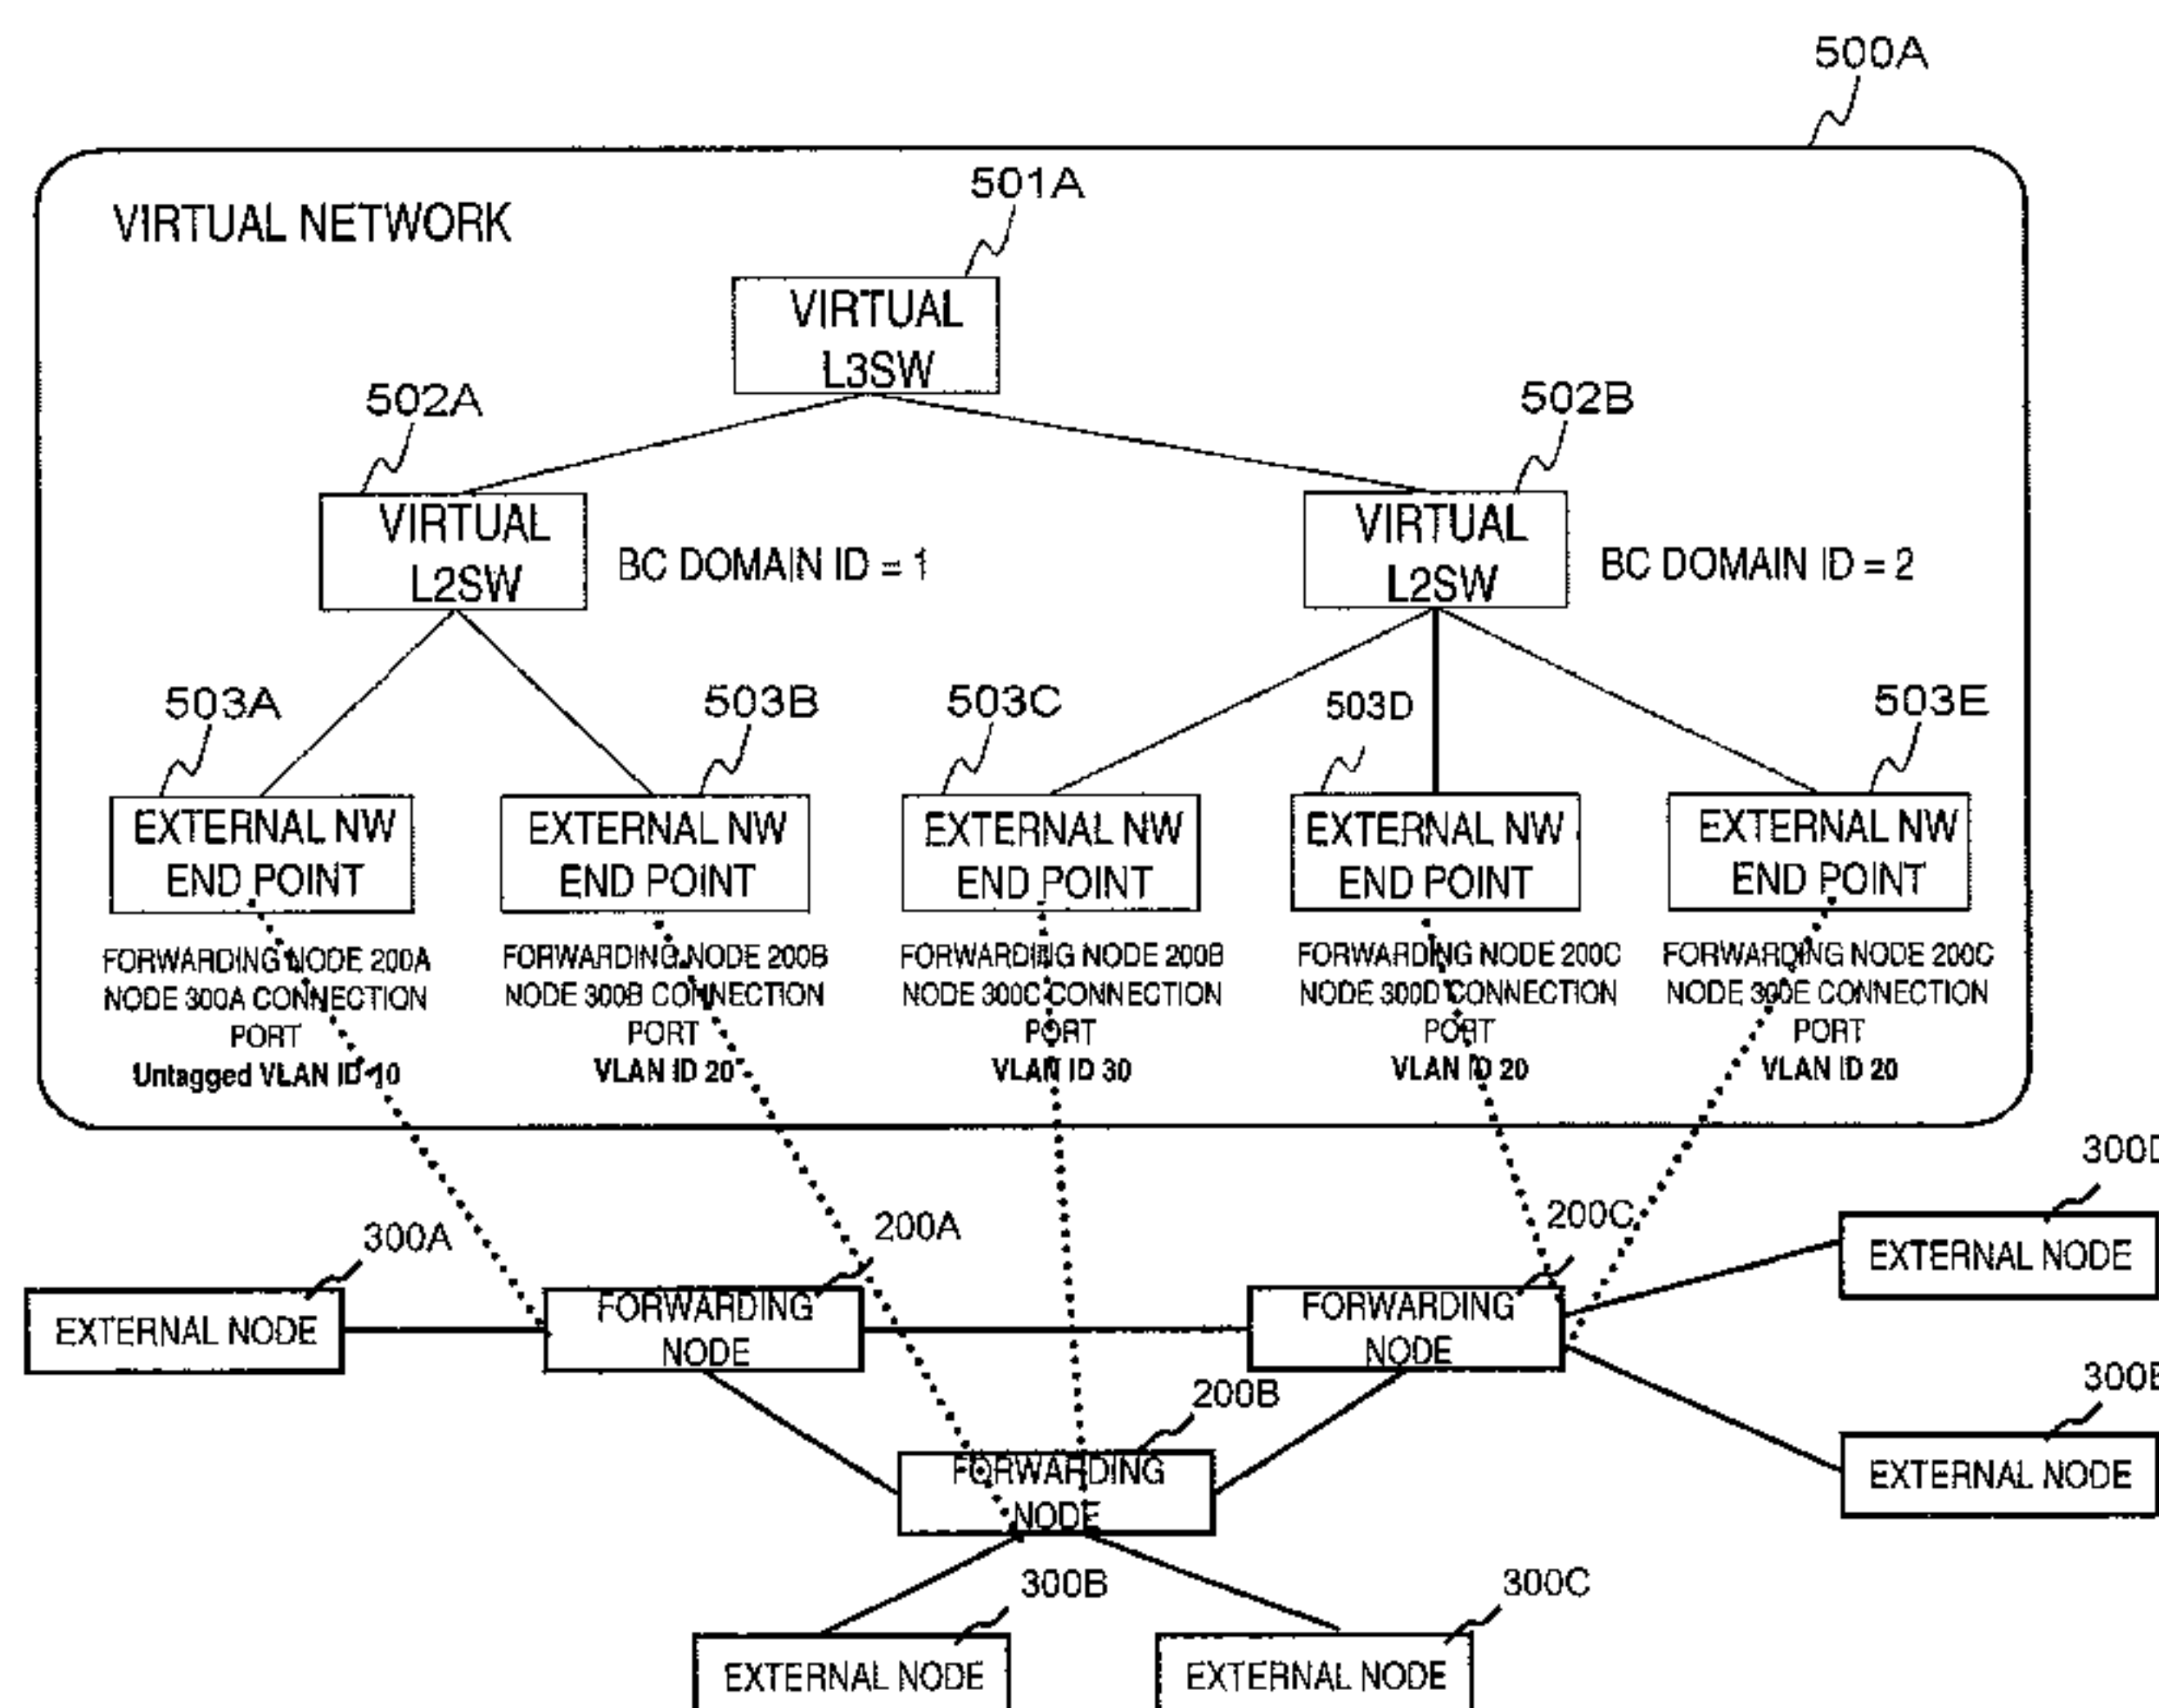 500A
501A
VIRTUAL NETWORK
VIRTUAL
L3SW
502A
502B
VIRTUAL
L2SW
BC DOMAIN ID = 1
VIRTUAL
L2SW
BC DOMAIN ID = 2
503A
503B
503C
503D
503E
EXTERNAL NW
END POINT
EXTERNAL NW
END POINT
EXTERNAL NW
END POINT
EXTERNAL NW
END POINT
EXTERNAL NW
END POINT
FORWARDING NODE 200A
NODE 300A CONNECTION
PORT
Untagged VLAN ID 10
FORWARDING NODE 200B
NODE 300B CONNECTION
PORT
VLAN ID 20
FORWARDING NODE 200B
NODE 300C CONNECTION
PORT
VLAN ID 30
FORWARDING NODE 200C
NODE 300D CONNECTION
PORT
VLAN ID 20
FORWARDING NODE 200C
NODE 300E CONNECTION
PORT
VLAN ID 20
300D
300A
200A
200C
EXTERNAL NODE
EXTERNAL NODE
FORWARDING
NODE
FORWARDING
NODE
200B
300E
FORWARDING
NODE
EXTERNAL NODE
300B
300C
EXTERNAL NODE
EXTERNAL NODE